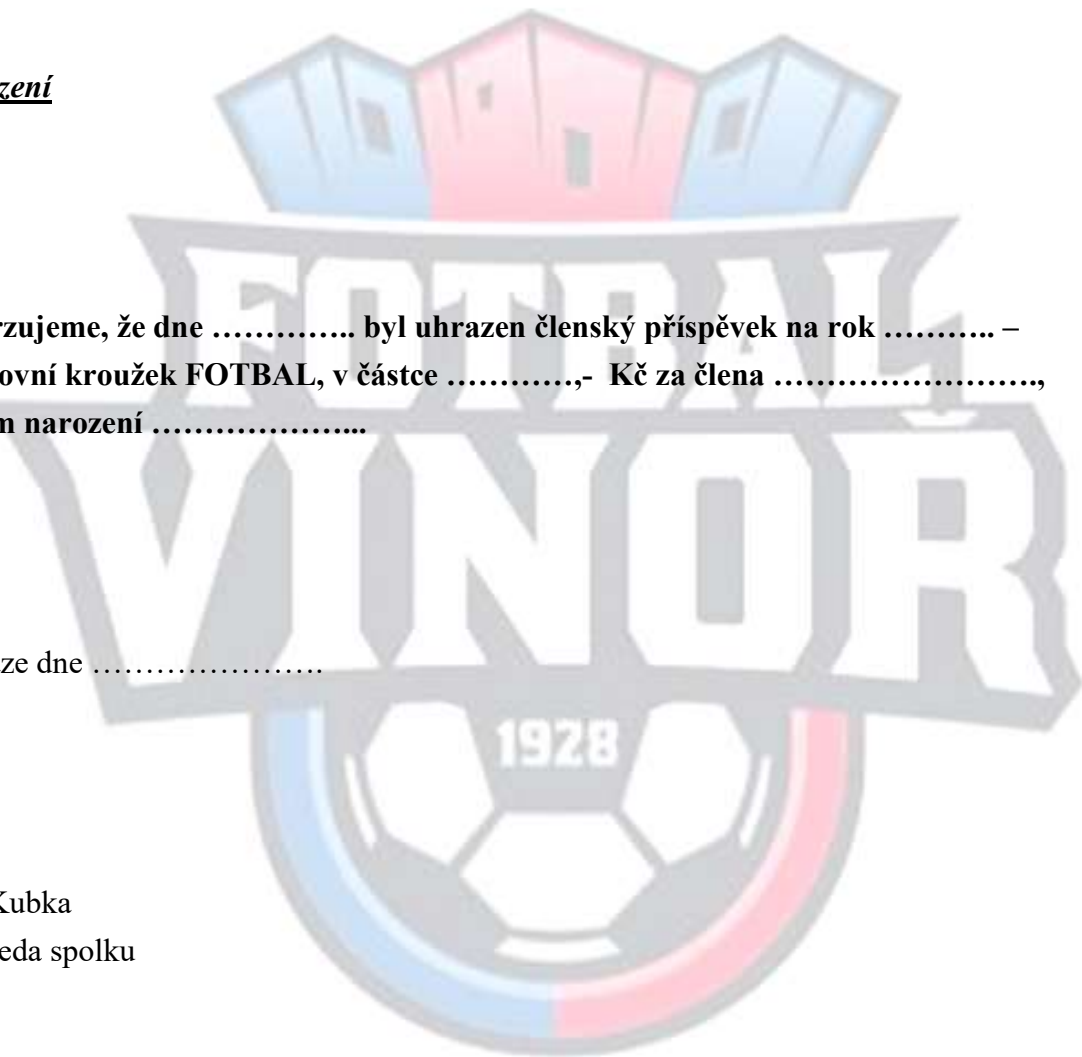 zení
FOTBAL
rzujeme, že dne ………….. byl uhrazen členský příspěvek na rok ……….. –
ovní kroužek FOTBAL, v částce …………,- Kč za člena …………………….,
m narození ………………...
VINOŘ
ze dne ………………….
1928
Kubka
eda spolku